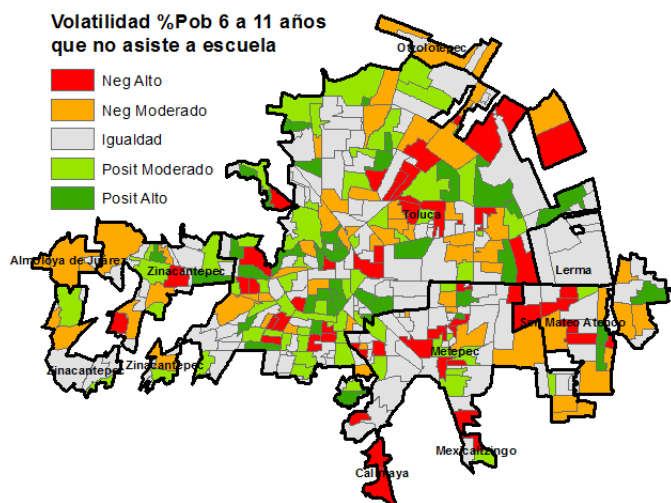 Volatilidad %Pob 6 a 11 años
que no asiste a escuela
Neg Alto
Neg Moderado
Igualdad
Posit Moderado
Posit Alto
Otzolotepec
Toluca
Almoloya de Juárez
Zinacantepec
Lerma
San Mateo Atenco
Metepec
Zinacantepec
Zinacantepec
Mexicaltzingo
Calimaya